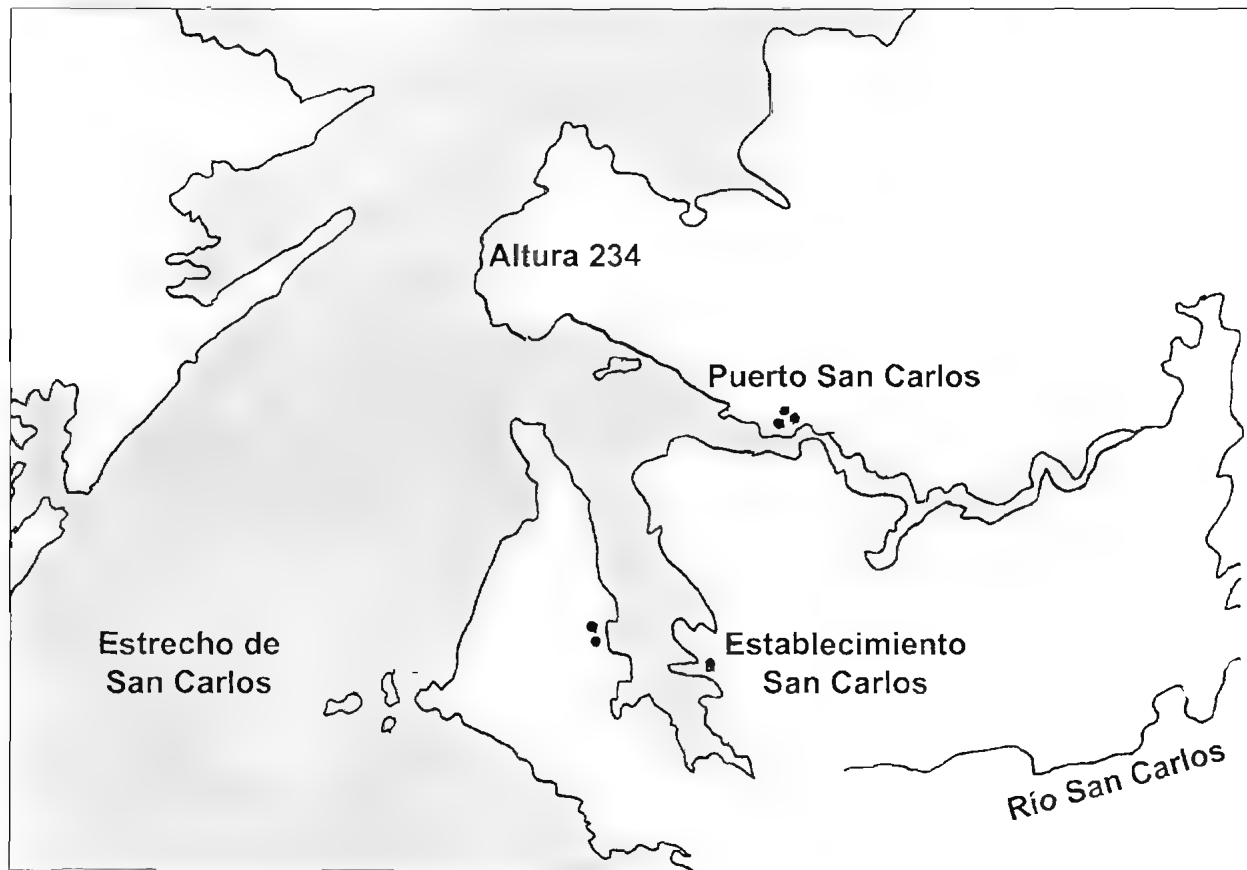 Altura 234
Puerto San Carlos
Estrecho de
San Carlos
Establecimiento
San Carlos
Río San Carlos